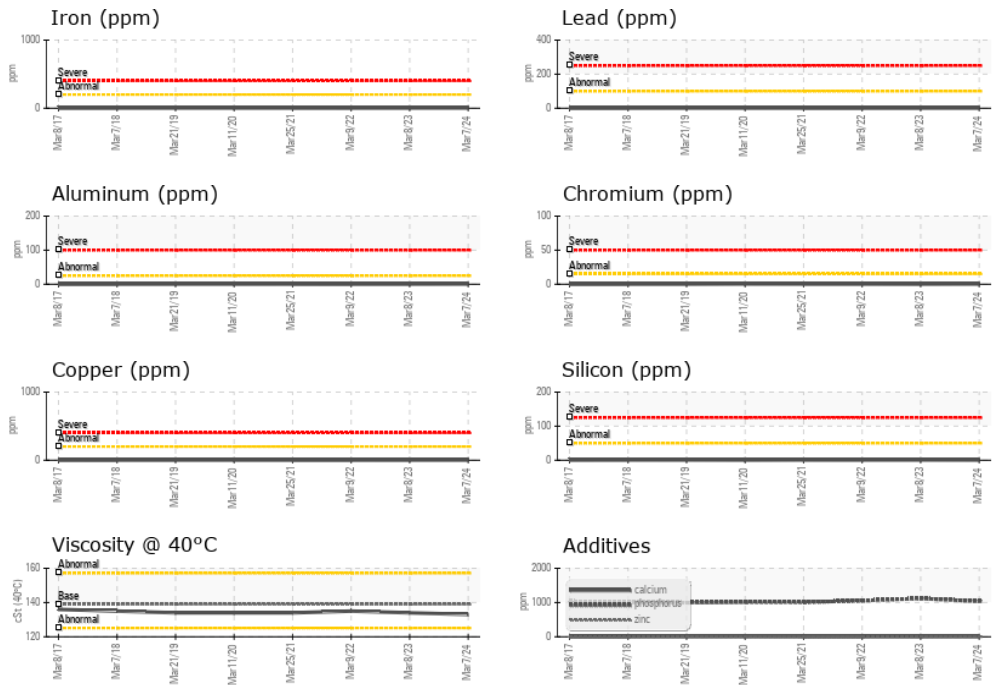 Iron (ppm)
1000
0
ppm
Severe
Abnormal
Mar8/17
Mar7/18
Mar21/19
Mar11/20
Mar25/21
Mar9/22
Mar8/23
Mar7/24
Lead (ppm)
400
200
0
ppm
Severe
Abnormal
Mar8/17
Mar7/18
Mar21/19
Mar11/20
Mar25/21
Mar9/22
Mar8/23
Mar7/24
Aluminum (ppm)
200
100
0
ppm
Severe
Abnormal
Mar8/17
Mar7/18
Mar21/19
Mar11/20
Mar25/21
Mar9/22
Mar8/23
Mar7/24
Chromium (ppm)
100
50
0
ppm
Severe
Abnormal
Mar8/17
Mar7/18
Mar21/19
Mar11/20
Mar25/21
Mar9/22
Mar8/23
Mar7/24
Copper (ppm)
1000
0
ppm
Severe
Abnormal
Mar8/17
Mar7/18
Mar21/19
Mar11/20
Mar25/21
Mar9/22
Mar8/23
Mar7/24
Silicon (ppm)
200
100
0
ppm
Severe
Abnormal
Mar8/17
Mar7/18
Mar21/19
Mar11/20
Mar25/21
Mar9/22
Mar8/23
Mar7/24
Viscosity @ 40°C
160
140
120
cSt (40°C)
Abnormal
Base
Abnormal
Mar8/17
Mar7/18
Mar21/19
Mar11/20
Mar25/21
Mar9/22
Mar8/23
Mar7/24
Additives
2000
1000
0
ppm
calcium
phosphorus
zinc
Mar8/17
Mar7/18
Mar21/19
Mar11/20
Mar25/21
Mar9/22
Mar8/23
Mar7/24